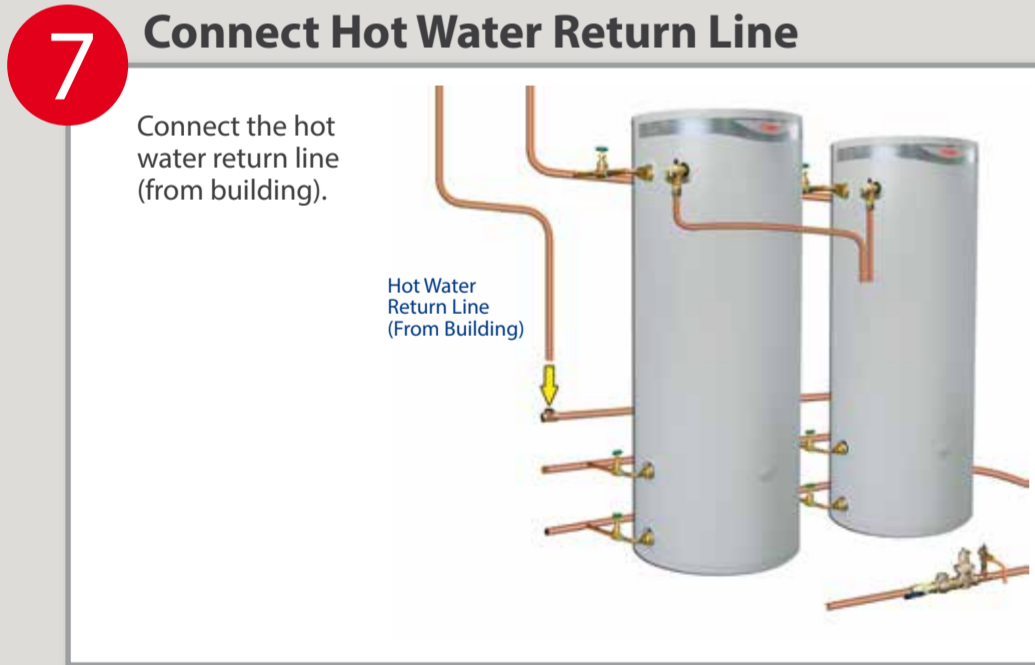 7
Connect Hot Water Return Line
Connect the hot
water return line
(from building).
Hot Water
Return Line
(From Building)